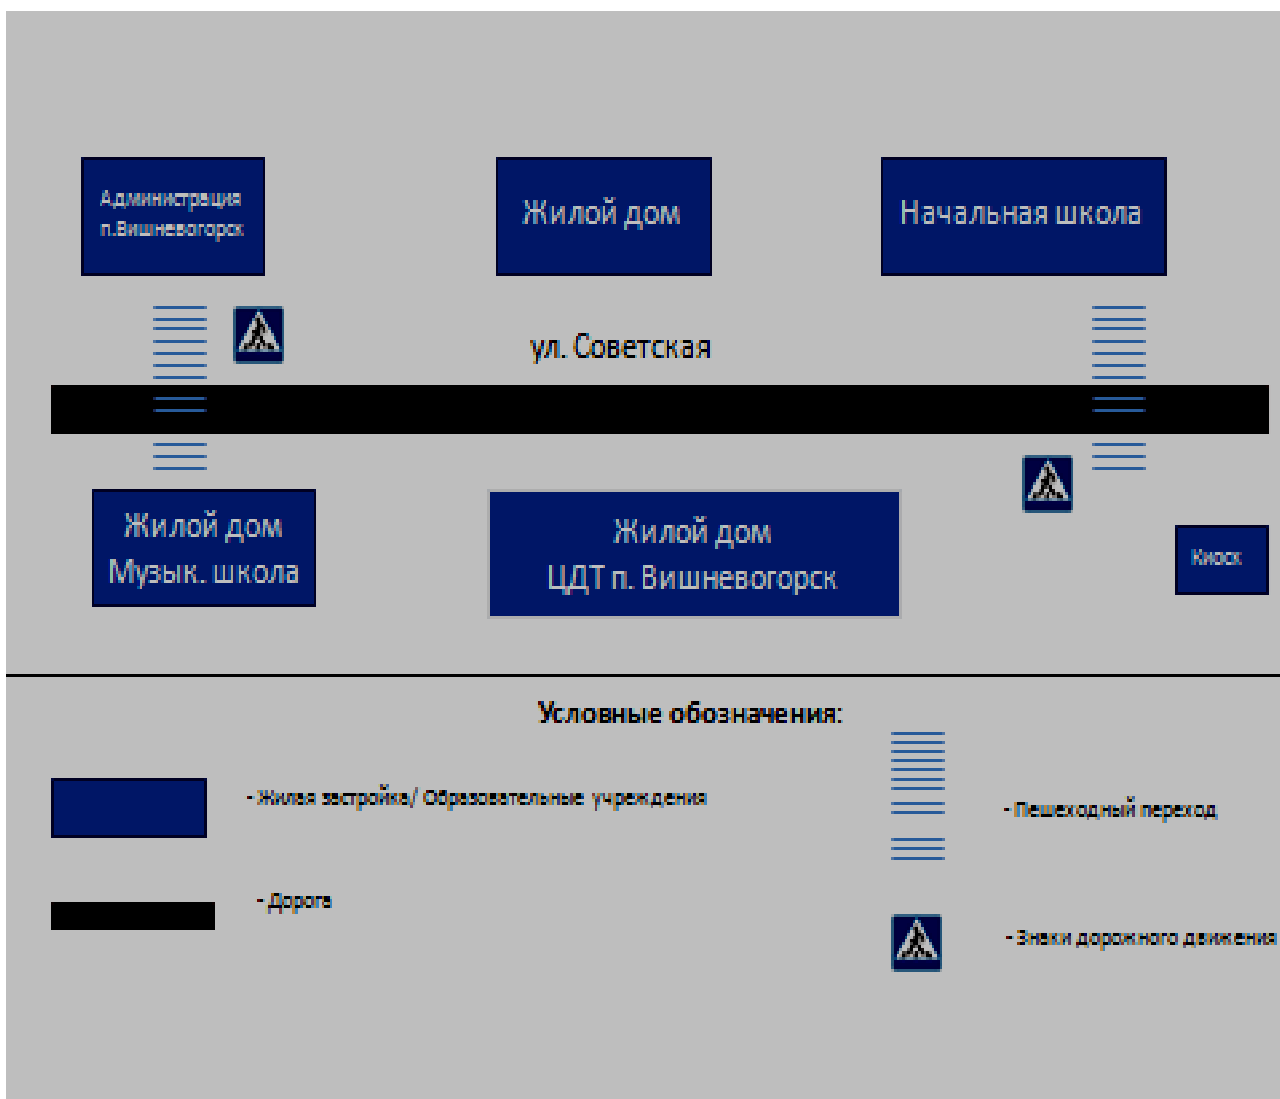 Администрация
п.Вишневогорск
Жилой дом
Начальная школа
ул. Советская
Жилой дом
Музык. школа
Жилой дом
ЦДТ п. Вишневогорск
Киоск
Условные обозначения:
- Жилая застройка/ Образовательные учреждения
- Пешеходный переход
- Дорога
- Знаки дорожного движения